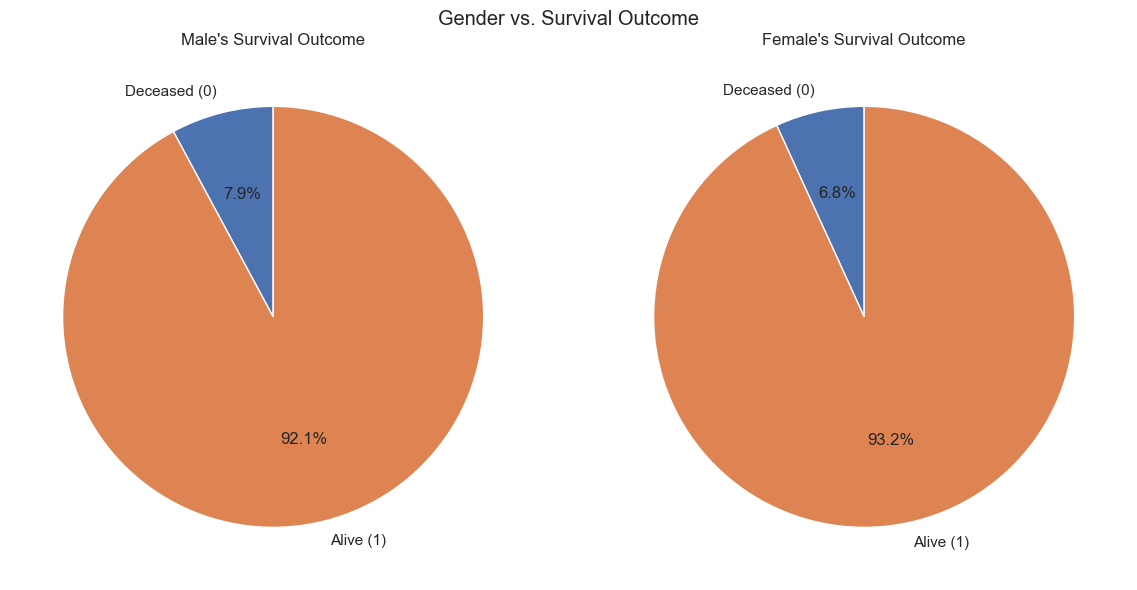 Gender vs. Survival Outcome
Male's Survival Outcome
Deceased (0)
7.9%
92.1%
Alive (1)
Female's Survival Outcome
Deceased (0)
6.8%
93.2%
Alive (1)